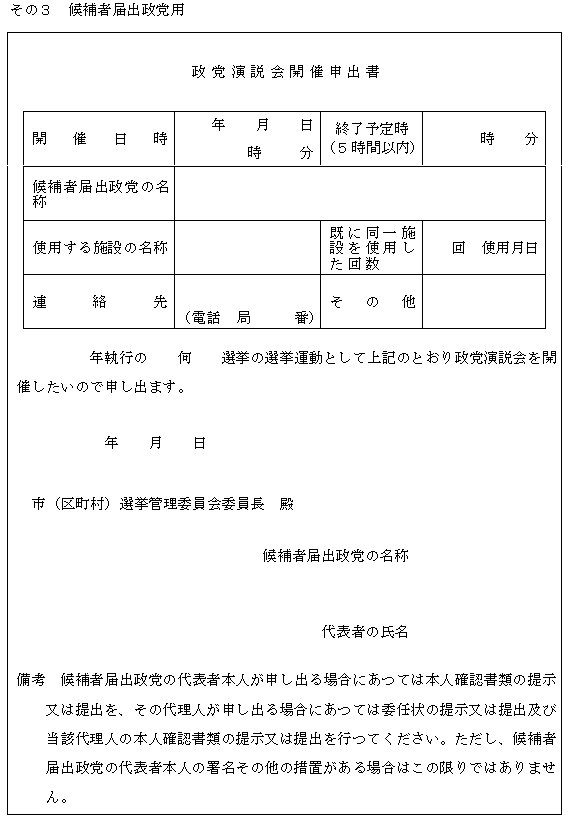 その３　候補者届出政党用
政党演説会開催申出書
開催日時
年　月　日
時　分
終了予定時
（５時間以内）
時　分
候補者届出政党の名
称
使用する施設の名称
既に同一施
設を使用し
た回数
回　使用月日
連絡先
（電話　局　　番）
その他
年執行の　　何　　選挙の選挙運動として上記のとおり政党演説会を開
催したいので申し出ます。
年　　月　　日
市（区町村）選挙管理委員会委員長　殿
候補者届出政党の名称
代表者の氏名
備考　候補者届出政党の代表者本人が申し出る場合にあつては本人確認書類の提示
又は提出を、その代理人が申し出る場合にあつては委任状の提示又は提出及び
当該代理人の本人確認書類の提示又は提出を行つてください。ただし、候補者
届出政党の代表者本人の署名その他の措置がある場合はこの限りではありませ
ん。